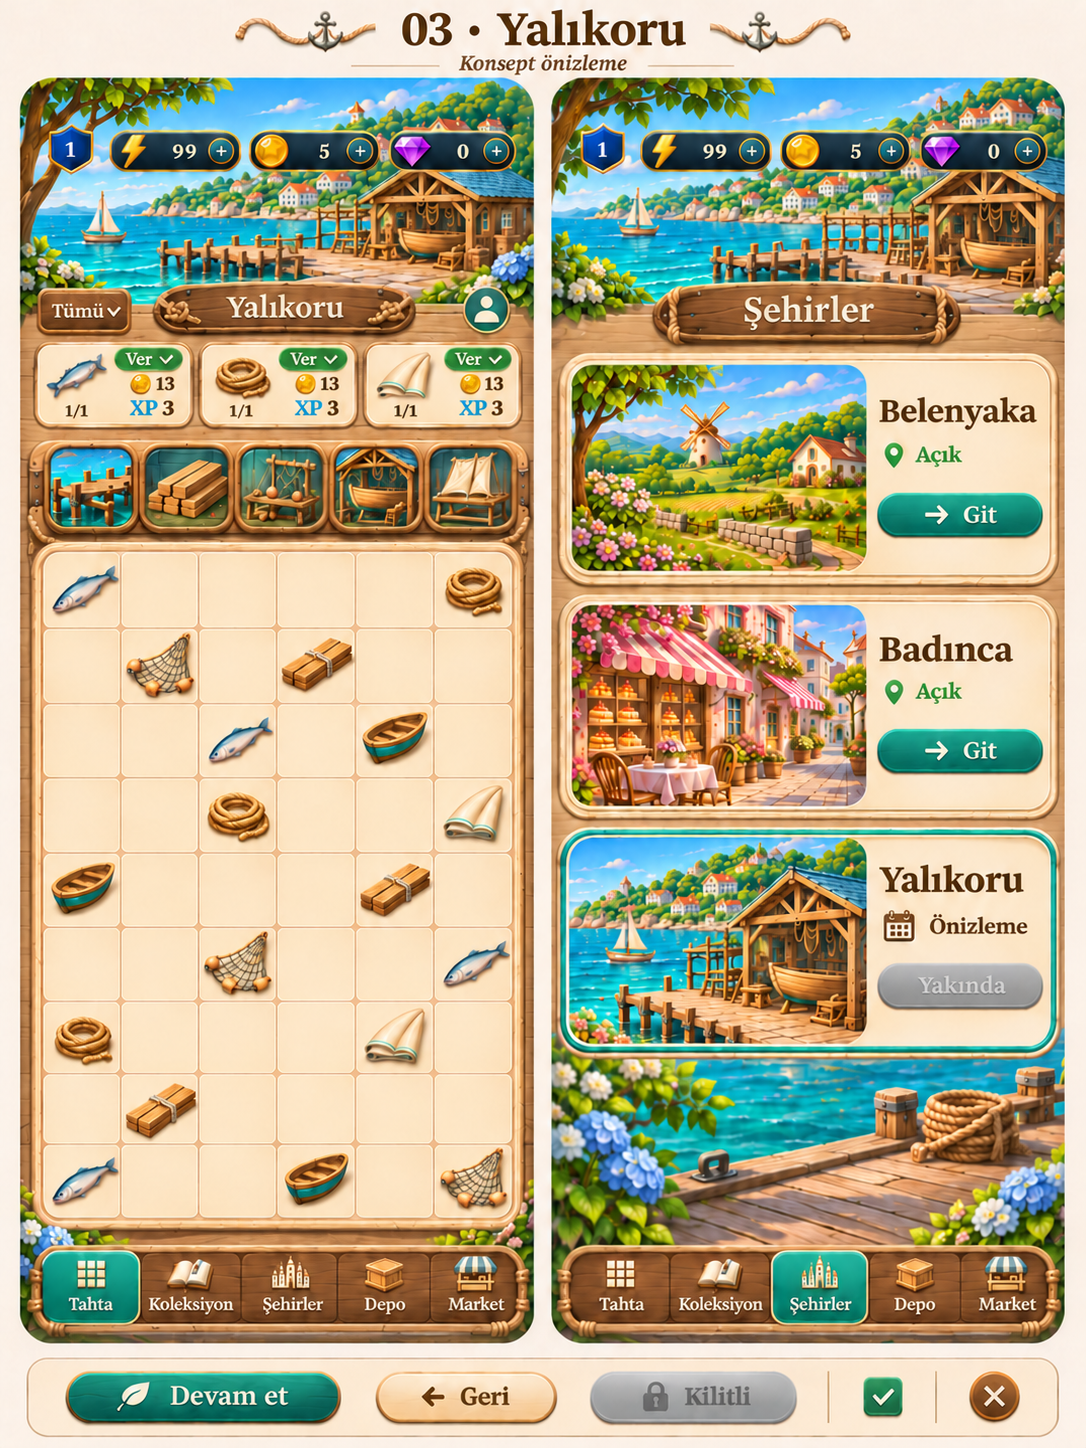 03 • Yalıkoru
Konsept önizleme
1
99
5
0
Tümü
Yalıkoru
Ver
13
1/1
XP 3
Ver
13
1/1
XP 3
Ver
13
1/1
XP 3
Tahta
Koleksiyon
Şehirler
Depo
Market
1
99
5
0
Şehirler
Belenyaka
Açık
Git
Badınca
Açık
Git
Yalıkoru
Önizleme
Yakında
Tahta
Koleksiyon
Şehirler
Depo
Market
Devam et
Geri
Kilitli